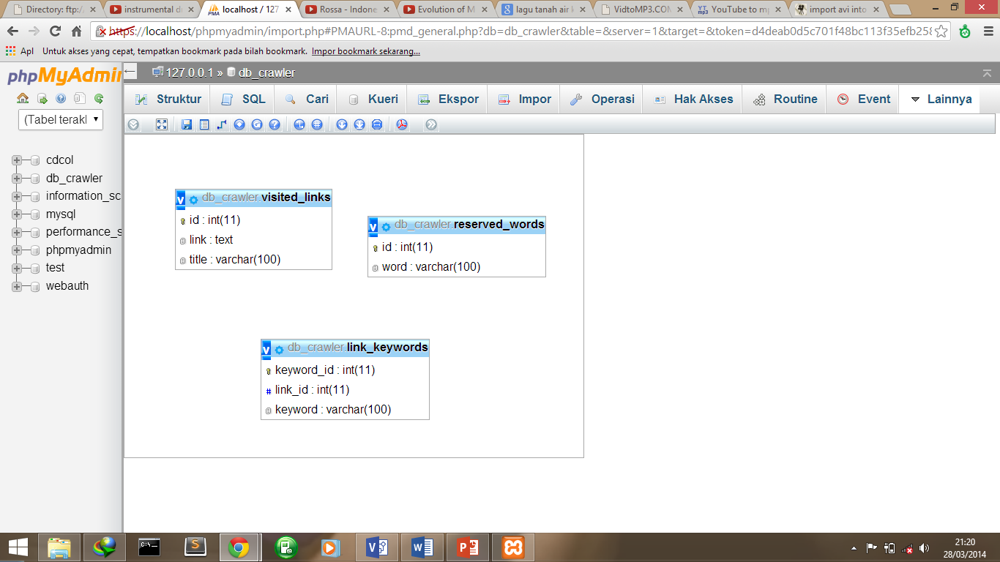 Directory: ftp:/
instrumental d
localhost / 127
Rossa - Indone
Evolution of M
lagu tanah air k
VidtoMP3.COM
YouTube to mp
import avi into
https://localhost/phpmyadmin/import.php#PMAURL-8:pmd_general.php?db=db_crawler&table=&server=1&target=&token=d4deab0d5c701f48bc113f35efb258
Apl Untuk akses yang cepat, tempatkan bookmark pada bilah bookmark. Impor bookmark sekarang...
phpMyAdmin
127.0.0.1 » db_crawler
Struktur SQL Cari Kueri Ekspor Impor Operasi Hak Akses Routine Event Lainnya
(Tabel terakl
cdcol
db_crawler
information_sc
mysql
performance_s
phpmyadmin
test
webauth
v db_crawler.visited_links
id : int(11)
link : text
title : varchar(100)
v db_crawler.reserved_words
id : int(11)
word : varchar(100)
v db_crawler.link_keywords
keyword_id : int(11)
# link_id : int(11)
keyword : varchar(100)
21:20
28/03/2014